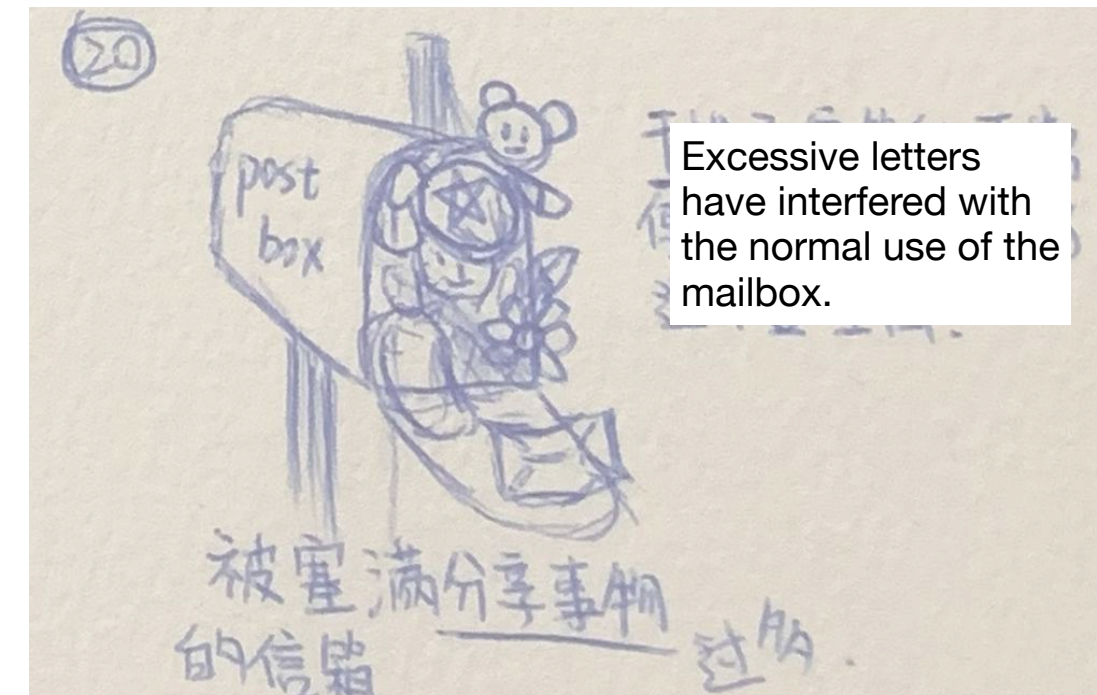 20
post
box
Excessive letters
have interfered with
the normal use of the
mailbox.
被塞满分享事物
的信箱 过多.